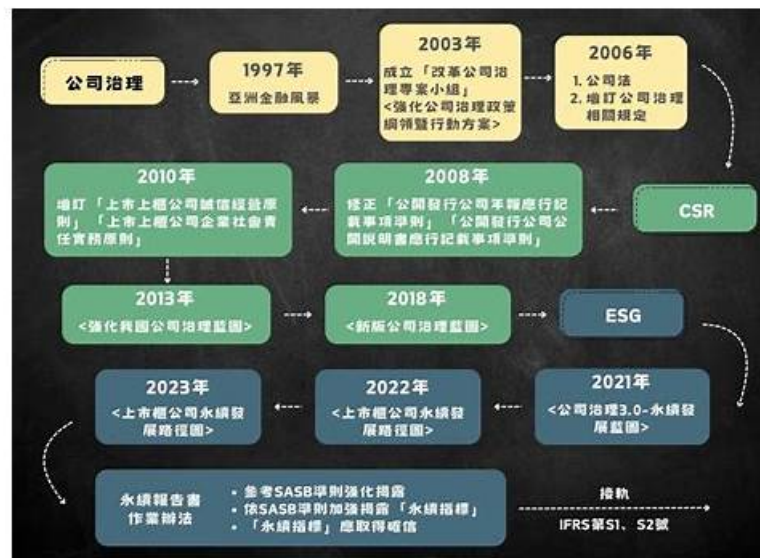 公司治理
1997年
亞洲金融風暴
2003年
成立「改革公司治
理專案小組」
<強化公司治理政策
綱領暨行動方案>
2006年
1. 公司法
2. 增訂公司治理
相關規定
CSR
2008年
修正「公開發行公司年報應行記
載事項準則」「公開發行公司公
開說明書應行記載事項準則」
2010年
增訂「上市上櫃公司誠信經營原
則」「上市上櫃公司企業社會責
任實務原則」
2013年
<強化我國公司治理藍圖>
2018年
<新版公司治理藍圖>
ESG
2021年
<公司治理3.0-永續發
展藍圖>
2022年
<上市櫃公司永續發
展路徑圖>
2023年
<上市櫃公司永續發
展路徑圖>
永續報告書
作業辦法
• 參考SASB準則強化揭露
• 依SASB準則加強揭露「永續指標」
• 「永續指標」應取得確信
接軌
IFRS第S1、S2號